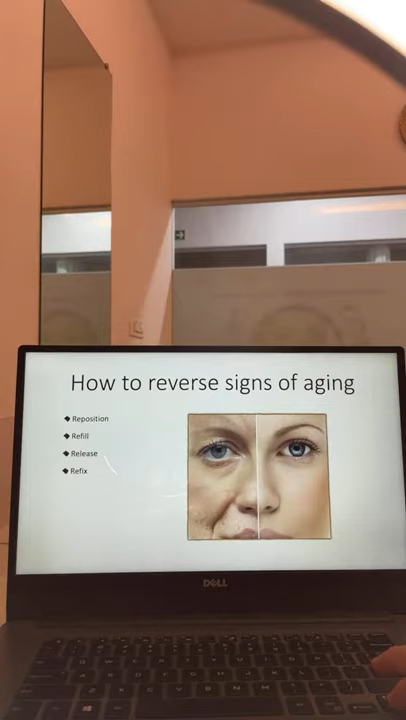 How to reverse signs of aging
Reposition
Refill
Release
Refix
DELL